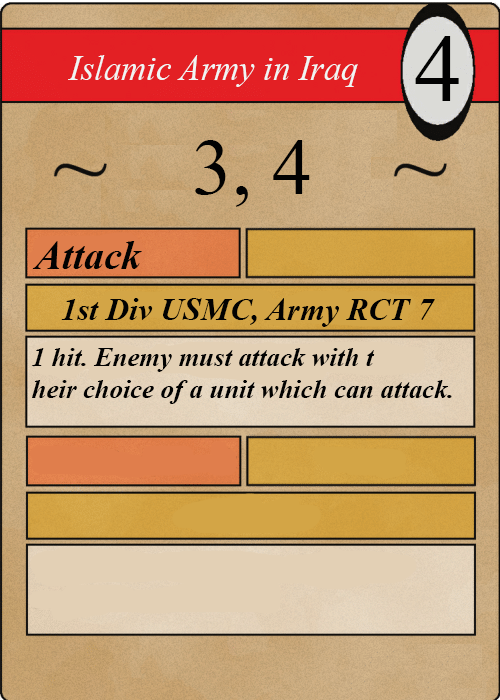 Islamic Army in Iraq
4
~ 3, 4 ~
Attack
1st Div USMC, Army RCT 7
1 hit. Enemy must attack with t
heir choice of a unit which can attack.